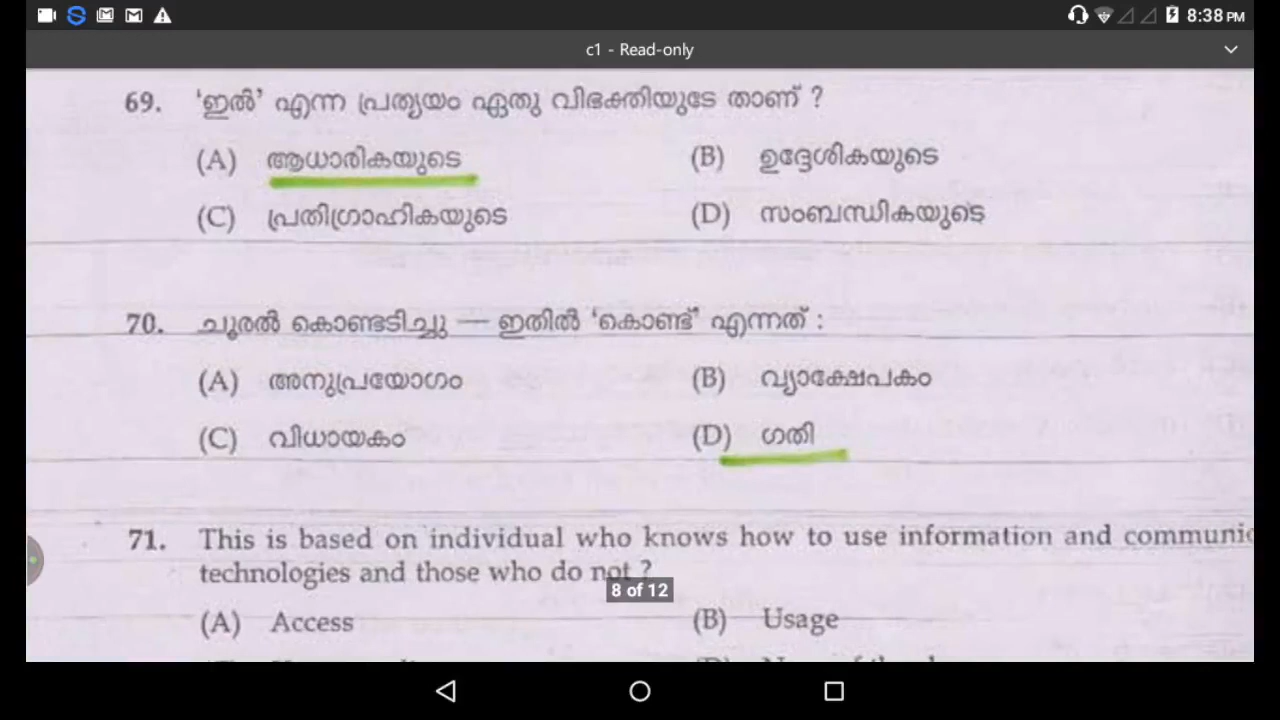 8:38 PM
c1 - Read-only
69. ‘ഇൽ’ എന്ന പ്രത്യയം ഏതു വിഭക്തിയുടേ താണ് ?
(A) ആധാരികയുടെ (B) ഉദ്ദേശികയുടെ
(C) പ്രതിഗ്രാഹികയുടെ (D) സംബന്ധികയുടെ
70. ചൂരൽ കൊണ്ടടിച്ചു — ഇതിൽ ‘കൊണ്ട്’ എന്നത് :
(A) അനുപ്രയോഗം (B) വ്യാക്ഷേപകം
(C) വിധായകം (D) ഗതി
71. This is based on individual who knows how to use information and communic
technologies and those who do not ?
8 of 12
(A) Access (B) Usage